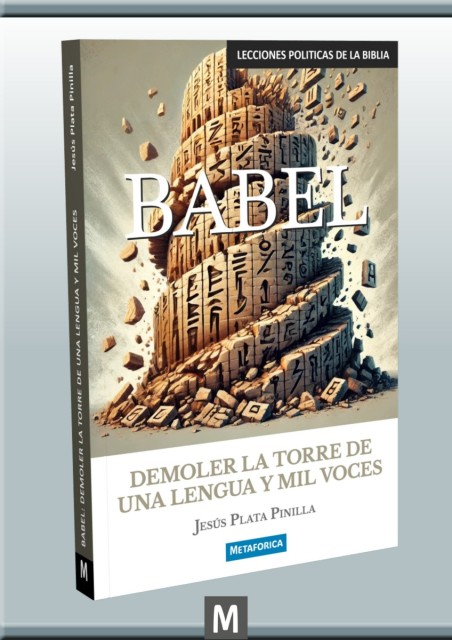 LECCIONES POLITICAS DE LA BIBLIA
BABEL
DEMOLER LA TORRE DE
UNA LENGUA Y MIL VOCES
JESÚS PLATA PINILLA
METAFORICA
BABEL: DEMOLER LA TORRE DE UNA LENGUA Y MIL VOCES
Jesús Plata Pinilla
M
M